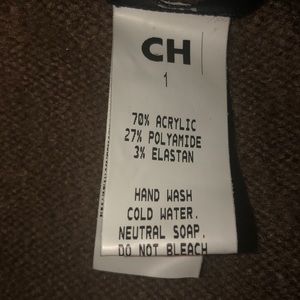 CH
1
70% ACRYLIC
27% POLYAMIDE
3% ELASTAN
HAND WASH
COLD WATER.
NEUTRAL SOAP.
DO NOT BLEACH